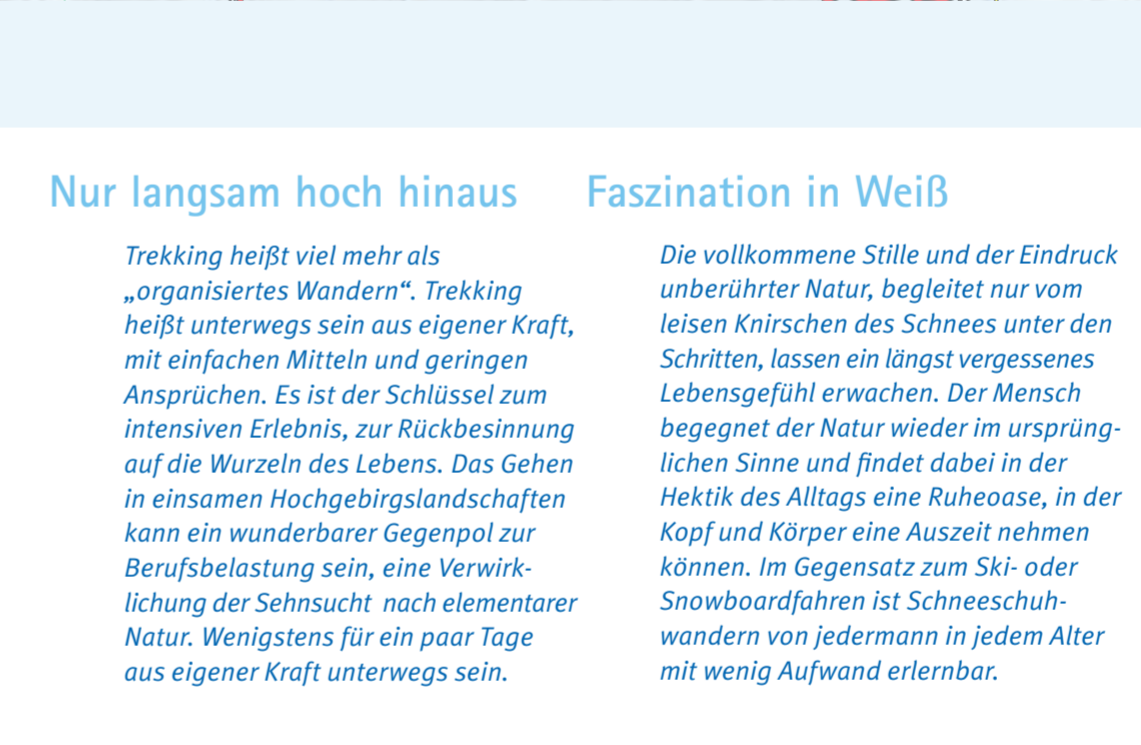 Nur langsam hoch hinaus
Trekking heißt viel mehr als
„organisiertes Wandern“. Trekking
heißt unterwegs sein aus eigener Kraft,
mit einfachen Mitteln und geringen
Ansprüchen. Es ist der Schlüssel zum
intensiven Erlebnis, zur Rückbesinnung
auf die Wurzeln des Lebens. Das Gehen
in einsamen Hochgebirgslandschaften
kann ein wunderbarer Gegenpol zur
Berufsbelastung sein, eine Verwirk-
lichung der Sehnsucht  nach elementarer
Natur. Wenigstens für ein paar Tage
aus eigener Kraft unterwegs sein.
Faszination in Weiß
Die vollkommene Stille und der Eindruck
unberührter Natur, begleitet nur vom
leisen Knirschen des Schnees unter den
Schritten, lassen ein längst vergessenes
Lebensgefühl erwachen. Der Mensch
begegnet der Natur wieder im ursprüng-
lichen Sinne und findet dabei in der
Hektik des Alltags eine Ruheoase, in der
Kopf und Körper eine Auszeit nehmen
können. Im Gegensatz zum Ski- oder
Snowboardfahren ist Schneeschuh-
wandern von jedermann in jedem Alter
mit wenig Aufwand erlernbar.